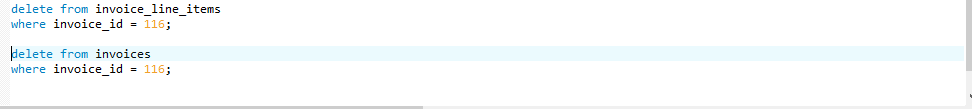 delete from invoice_line_items
where invoice_id = 116;
delete from invoices
where invoice_id = 116;